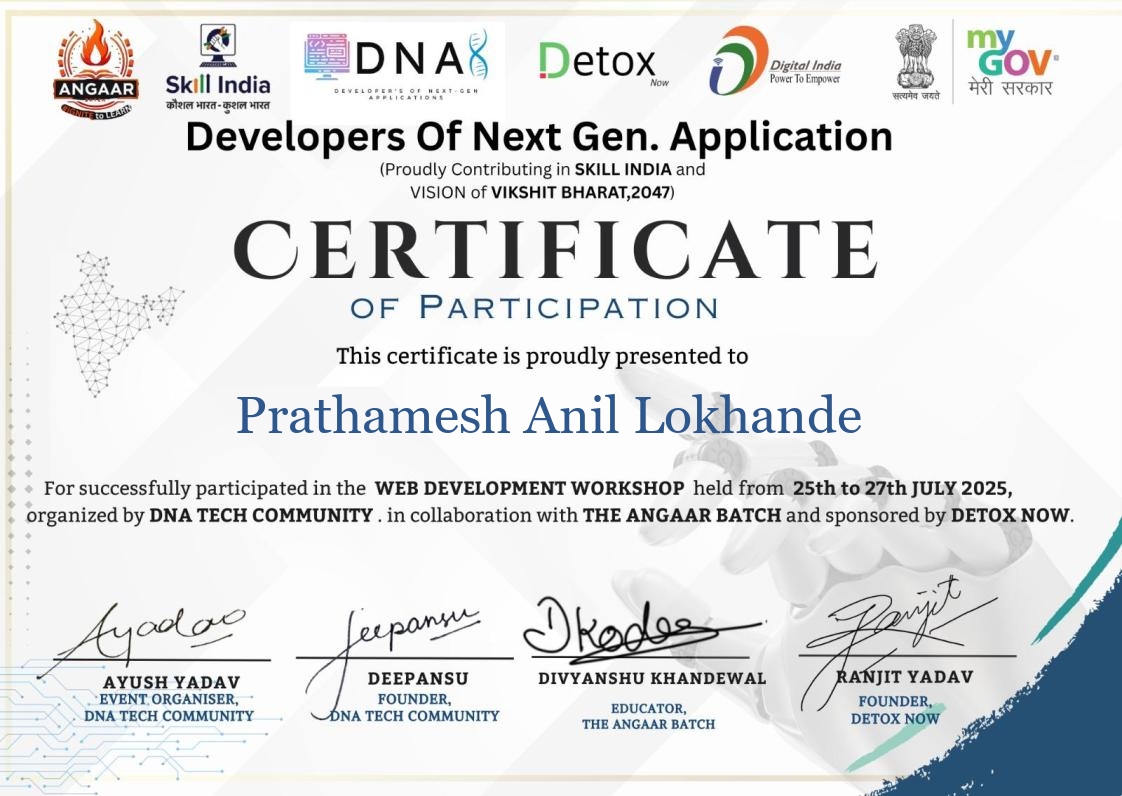 ANGAAR
IGNITE to LEARN
Skill India
कौशल भारत - कुशल भारत
DNA
DEVELOPER'S OF NEXT-GEN
APPLICATIONS
Detox
Now
Digital India
Power To Empower
सत्यमेव जयते
my
GOV
मेरी सरकार
Developers Of Next Gen. Application
(Proudly Contributing in SKILL INDIA and
VISION of VIKSHIT BHARAT,2047)
CERTIFICATE
OF PARTICIPATION
This certificate is proudly presented to
Prathamesh Anil Lokhande
For successfully participated in the WEB DEVELOPMENT WORKSHOP held from 25th to 27th JULY 2025,
organized by DNA TECH COMMUNITY . in collaboration with THE ANGAAR BATCH and sponsored by DETOX NOW.
Ayadav
Deepansu
DKodes
Ranjit
AYUSH YADAV
EVENT ORGANISER,
DNA TECH COMMUNITY
DEEPANSU
FOUNDER,
DNA TECH COMMUNITY
DIVYANSHU KHANDEWAL
EDUCATOR,
THE ANGAAR BATCH
RANJIT YADAV
FOUNDER,
DETOX NOW